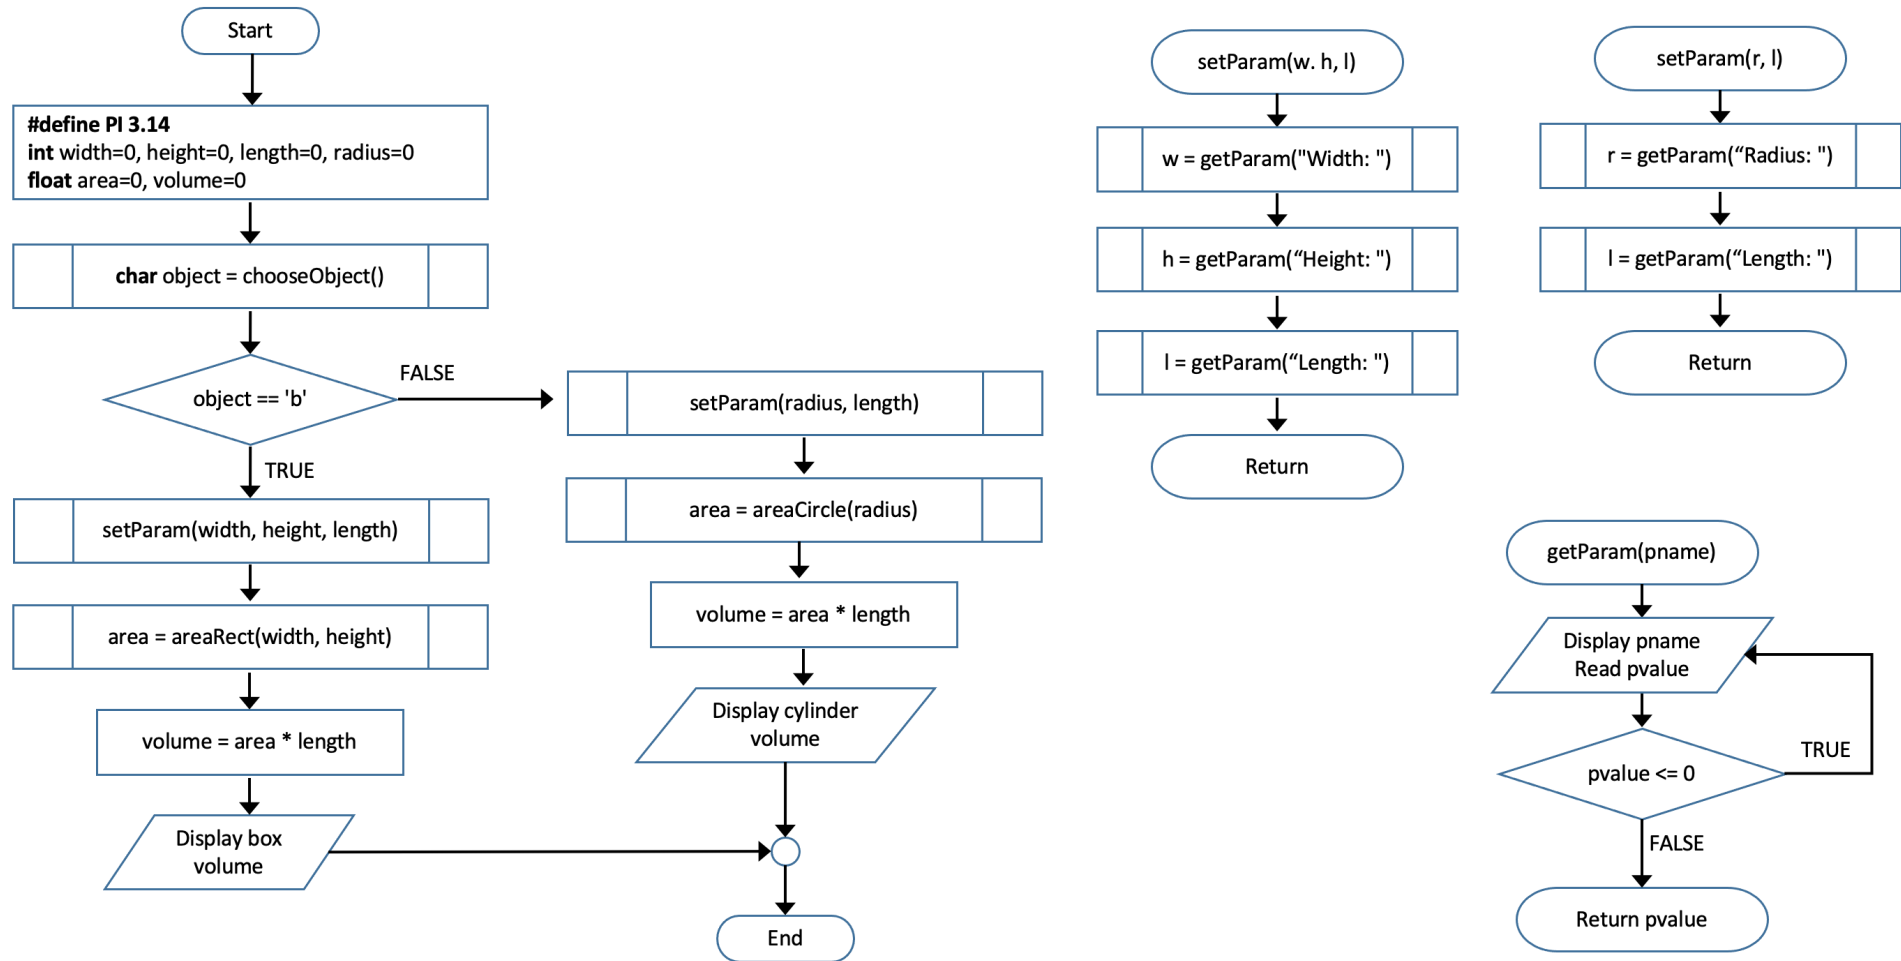 Start
#define PI 3.14
int width=0, height=0, length=0, radius=0
float area=0, volume=0
char object = chooseObject()
object == 'b'
FALSE
TRUE
setParam(width, height, length)
area = areaRect(width, height)
volume = area * length
Display box
volume
setParam(radius, length)
area = areaCircle(radius)
volume = area * length
Display cylinder
volume
End
setParam(w. h, l)
w = getParam("Width: ")
h = getParam(“Height: ")
l = getParam(“Length: ")
Return
setParam(r, l)
r = getParam(“Radius: ")
l = getParam(“Length: ")
Return
getParam(pname)
Display pname
Read pvalue
pvalue <= 0
TRUE
FALSE
Return pvalue